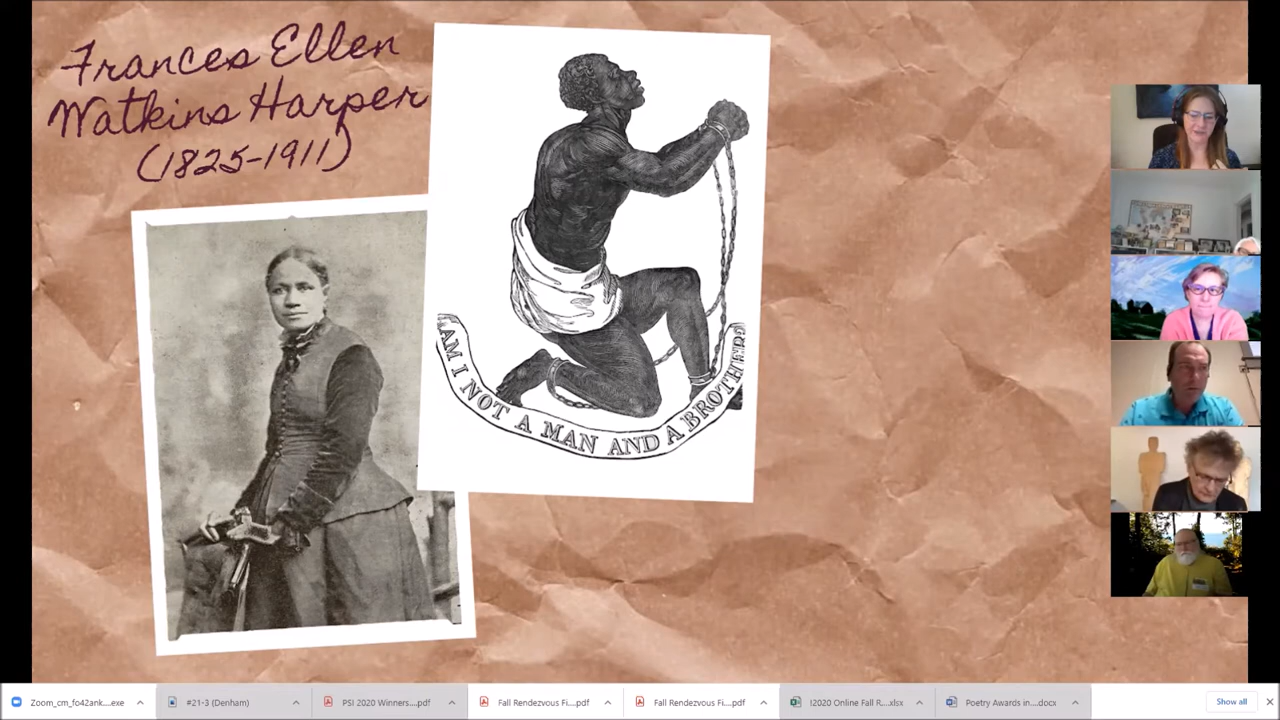 Frances Ellen
Watkins Harper
(1825-1911)
AM I NOT A MAN AND A BROTHER?
Zoom_cm_fo42ank....exe
#21-3 (Denham)
PSI 2020 Winners....pdf
Fall Rendezvous Fi....pdf
Fall Rendezvous Fi....pdf
!2020 Online Fall R....xlsx
Poetry Awards in....docx
Show all